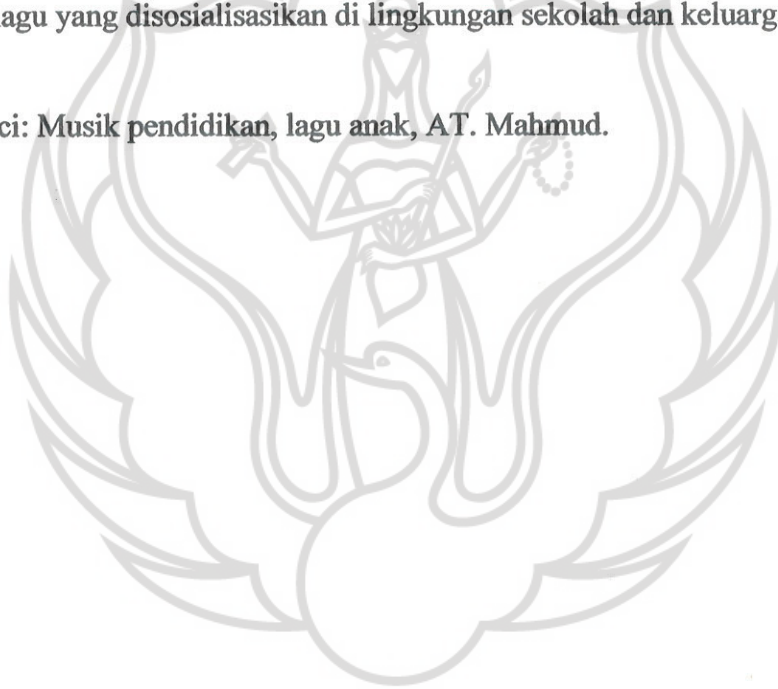 agu yang disosialisasikan di lingkungan sekolah dan keluarg
ci: Musik pendidikan, lagu anak, AT. Mahmud.